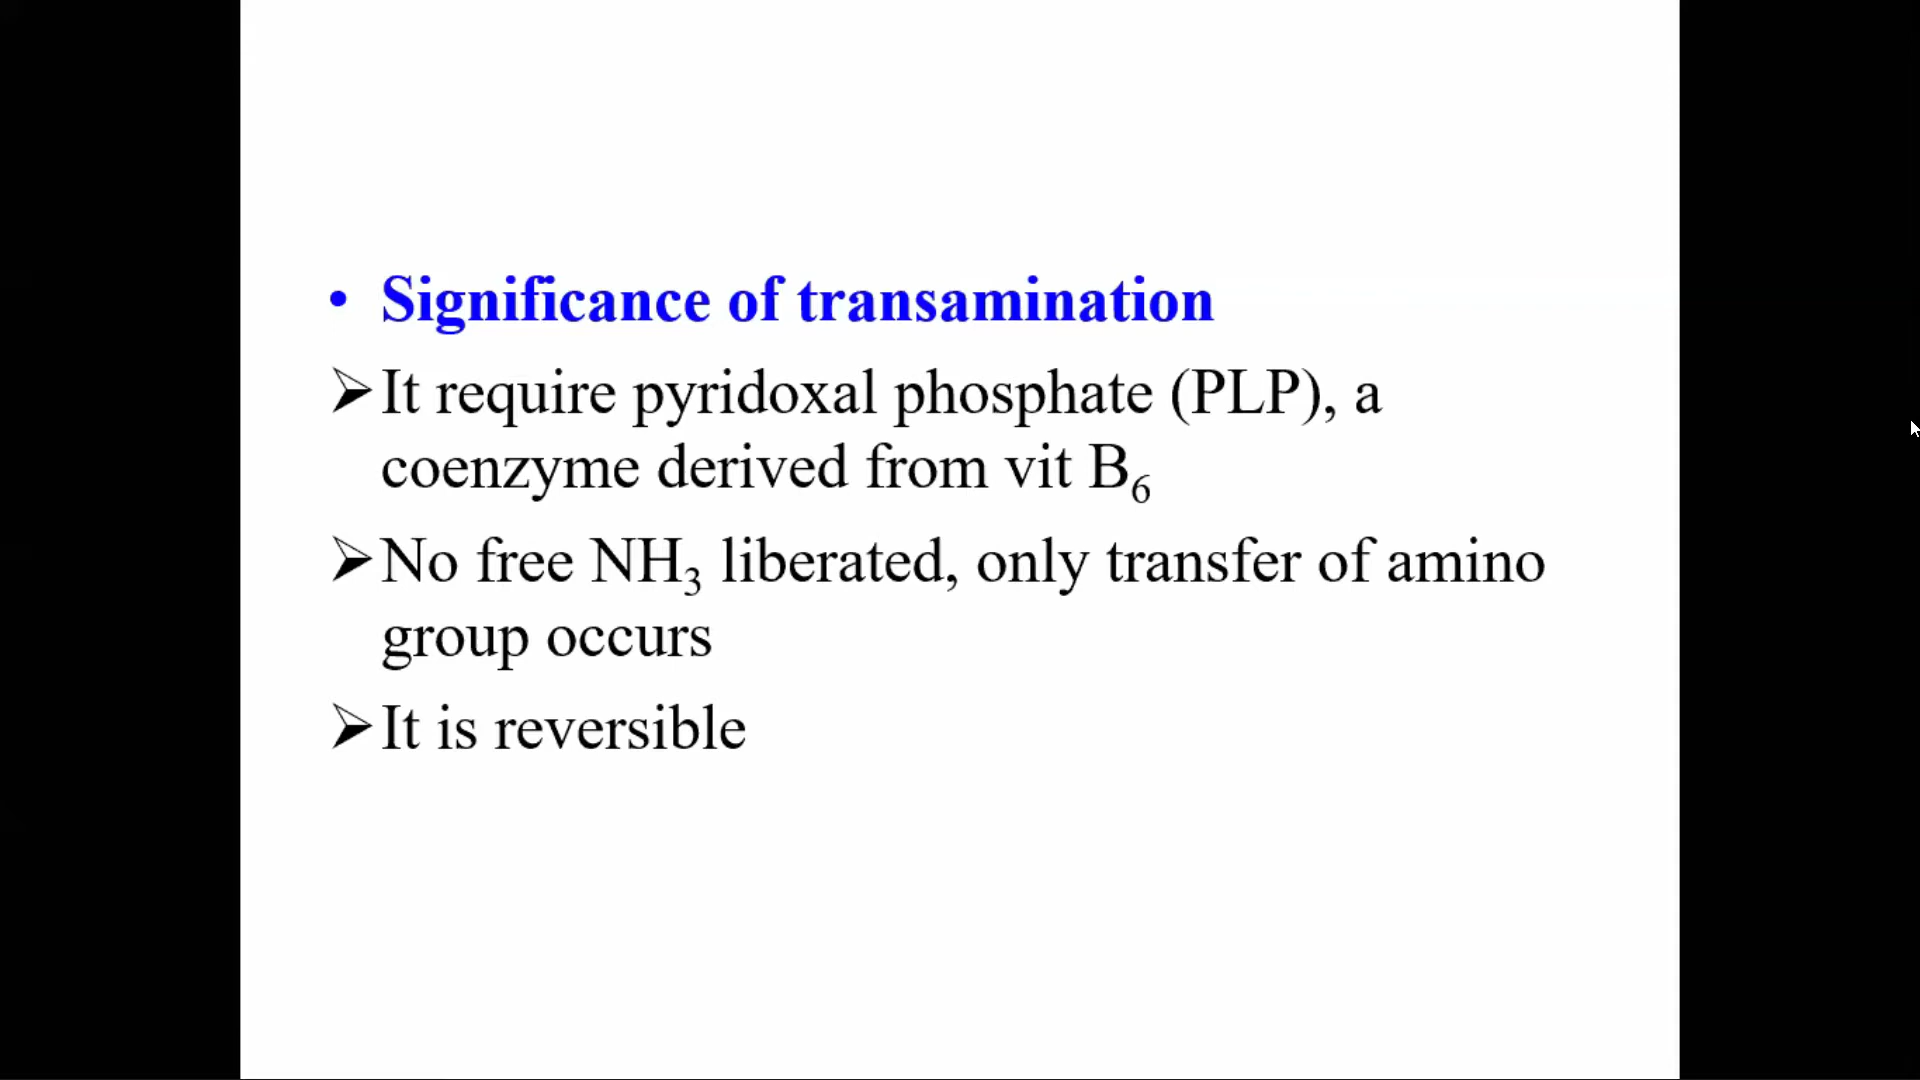 • Significance of transamination
➢It require pyridoxal phosphate (PLP), a
coenzyme derived from vit B₆
➢No free NH₃ liberated, only transfer of amino
group occurs
➢It is reversible